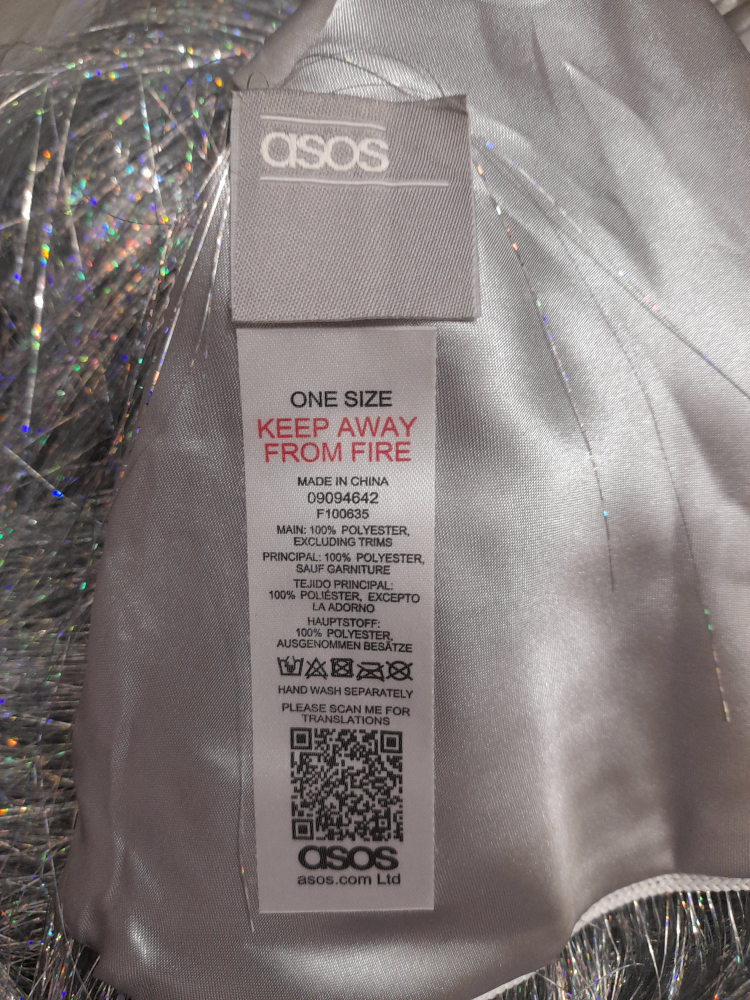 asos
ONE SIZE
KEEP AWAY
FROM FIRE
MADE IN CHINA
09094642
F100635
MAIN: 100% POLYESTER,
EXCLUDING TRIMS
PRINCIPAL: 100% POLYESTER,
SAUF GARNITURE
TEJIDO PRINCIPAL:
100% POLIÉSTER, EXCEPTO
LA ADORNO
HAUPTSTOFF:
100% POLYESTER,
AUSGENOMMEN BESÄTZE
HAND WASH SEPARATELY
PLEASE SCAN ME FOR
TRANSLATIONS
asos
asos.com Ltd